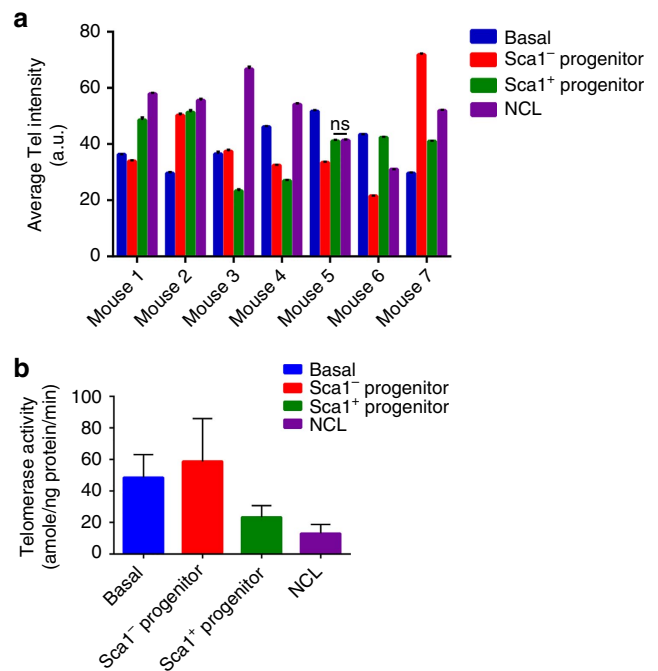 a
Average Tel intensity
(a.u.)
80
60
40
20
0
ns
Mouse 1
Mouse 2
Mouse 3
Mouse 4
Mouse 5
Mouse 6
Mouse 7
Basal
Sca1⁻ progenitor
Sca1⁺ progenitor
NCL
b
Telomerase activity
(amole/ng protein/min)
100
80
60
40
20
0
Basal
Sca1⁻ progenitor
Sca1⁺ progenitor
NCL
Basal
Sca1⁻ progenitor
Sca1⁺ progenitor
NCL